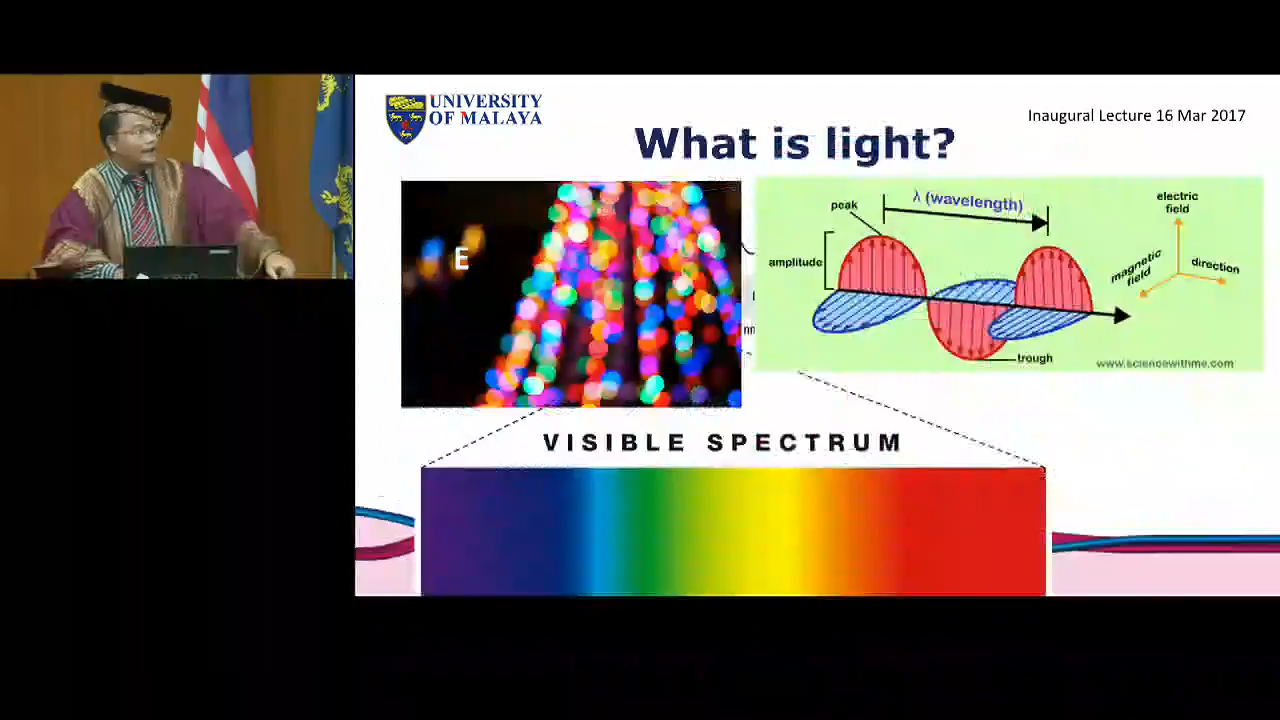 UNIVERSITY
OF MALAYA
Inaugural Lecture 16 Mar 2017
What is light?
E
peak
λ (wavelength)
amplitude
trough
electric
field
magnetic
field
direction
www.sciencewithme.com
VISIBLE SPECTRUM